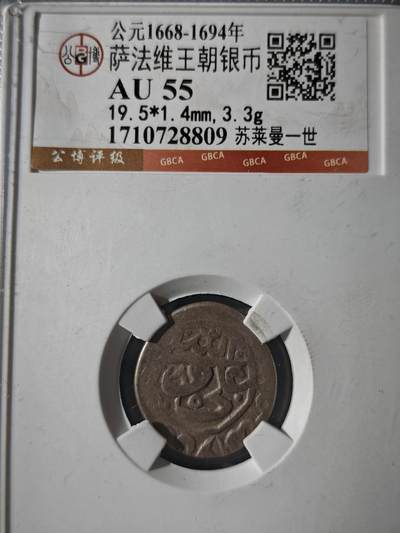 公元1668-1694年
萨法维王朝银币
AU 55
19.5*1.4mm,3.3g
1710728809 苏莱曼一世
公博评级 GBCA GBCA GBCA GBCA